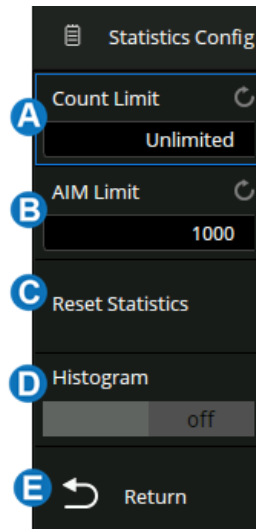 Statistics Config
A
Count Limit
Unlimited
B
AIM Limit
1000
C
Reset Statistics
D
Histogram
off
E
Return